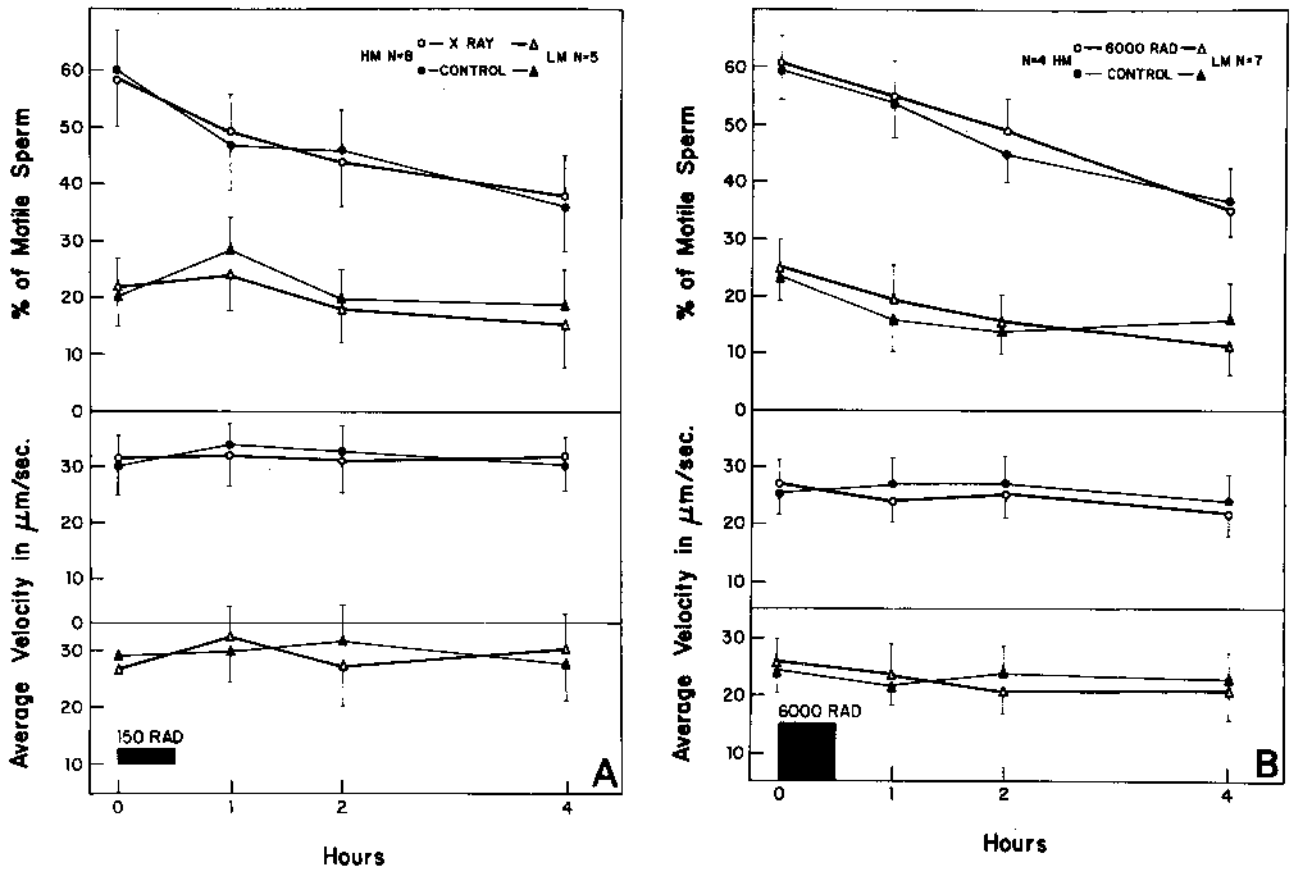 HM N=8 X RAY LM N=5
CONTROL
% of Motile Sperm
60
50
40
30
20
10
0
Average Velocity in µm/sec.
30
20
10
0
30
20
10
150 RAD
A
0 1 2 4
Hours
6000 RAD
N=4 HM LM N=7
CONTROL
% of Motile Sperm
60
50
40
30
20
10
0
Average Velocity in µm/sec.
30
20
10
30
20
10
6000 RAD
B
0 1 2 4
Hours